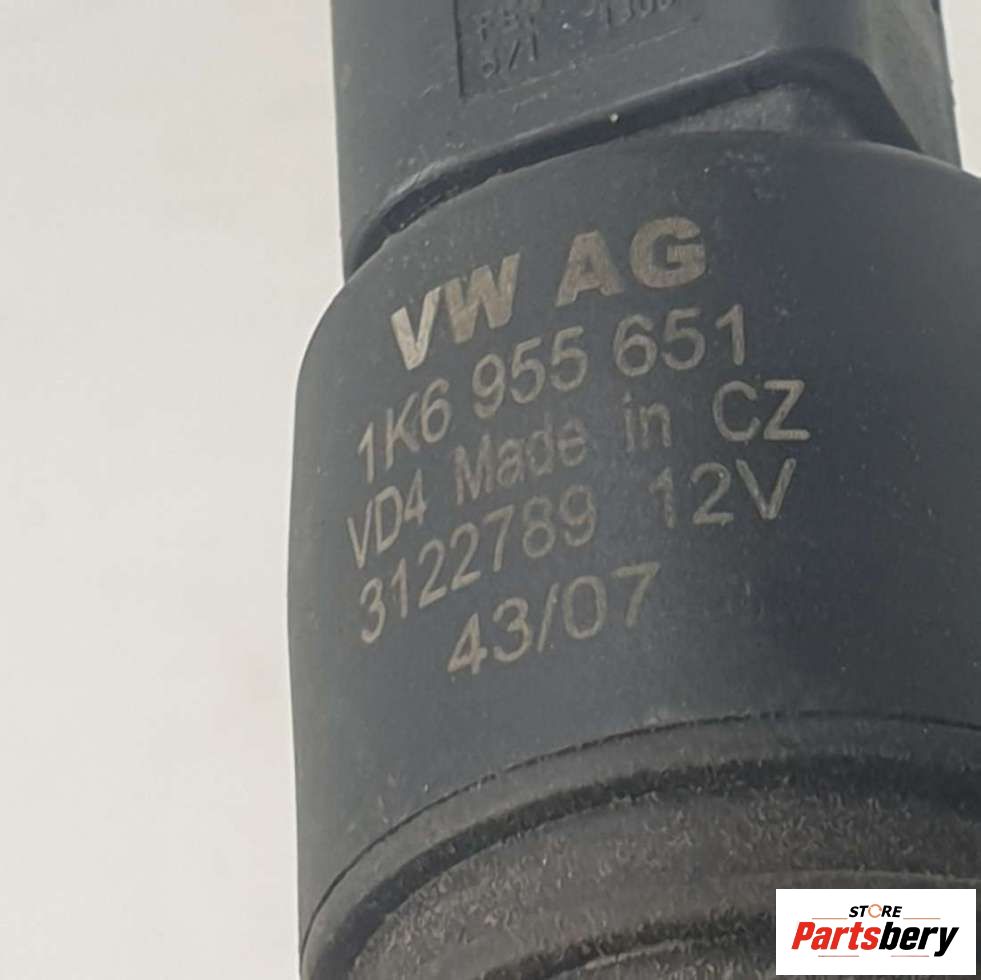 VW AG
1K6 955 651
VD4 Made in CZ
3122789 12V
43/07
STORE
Partsbery